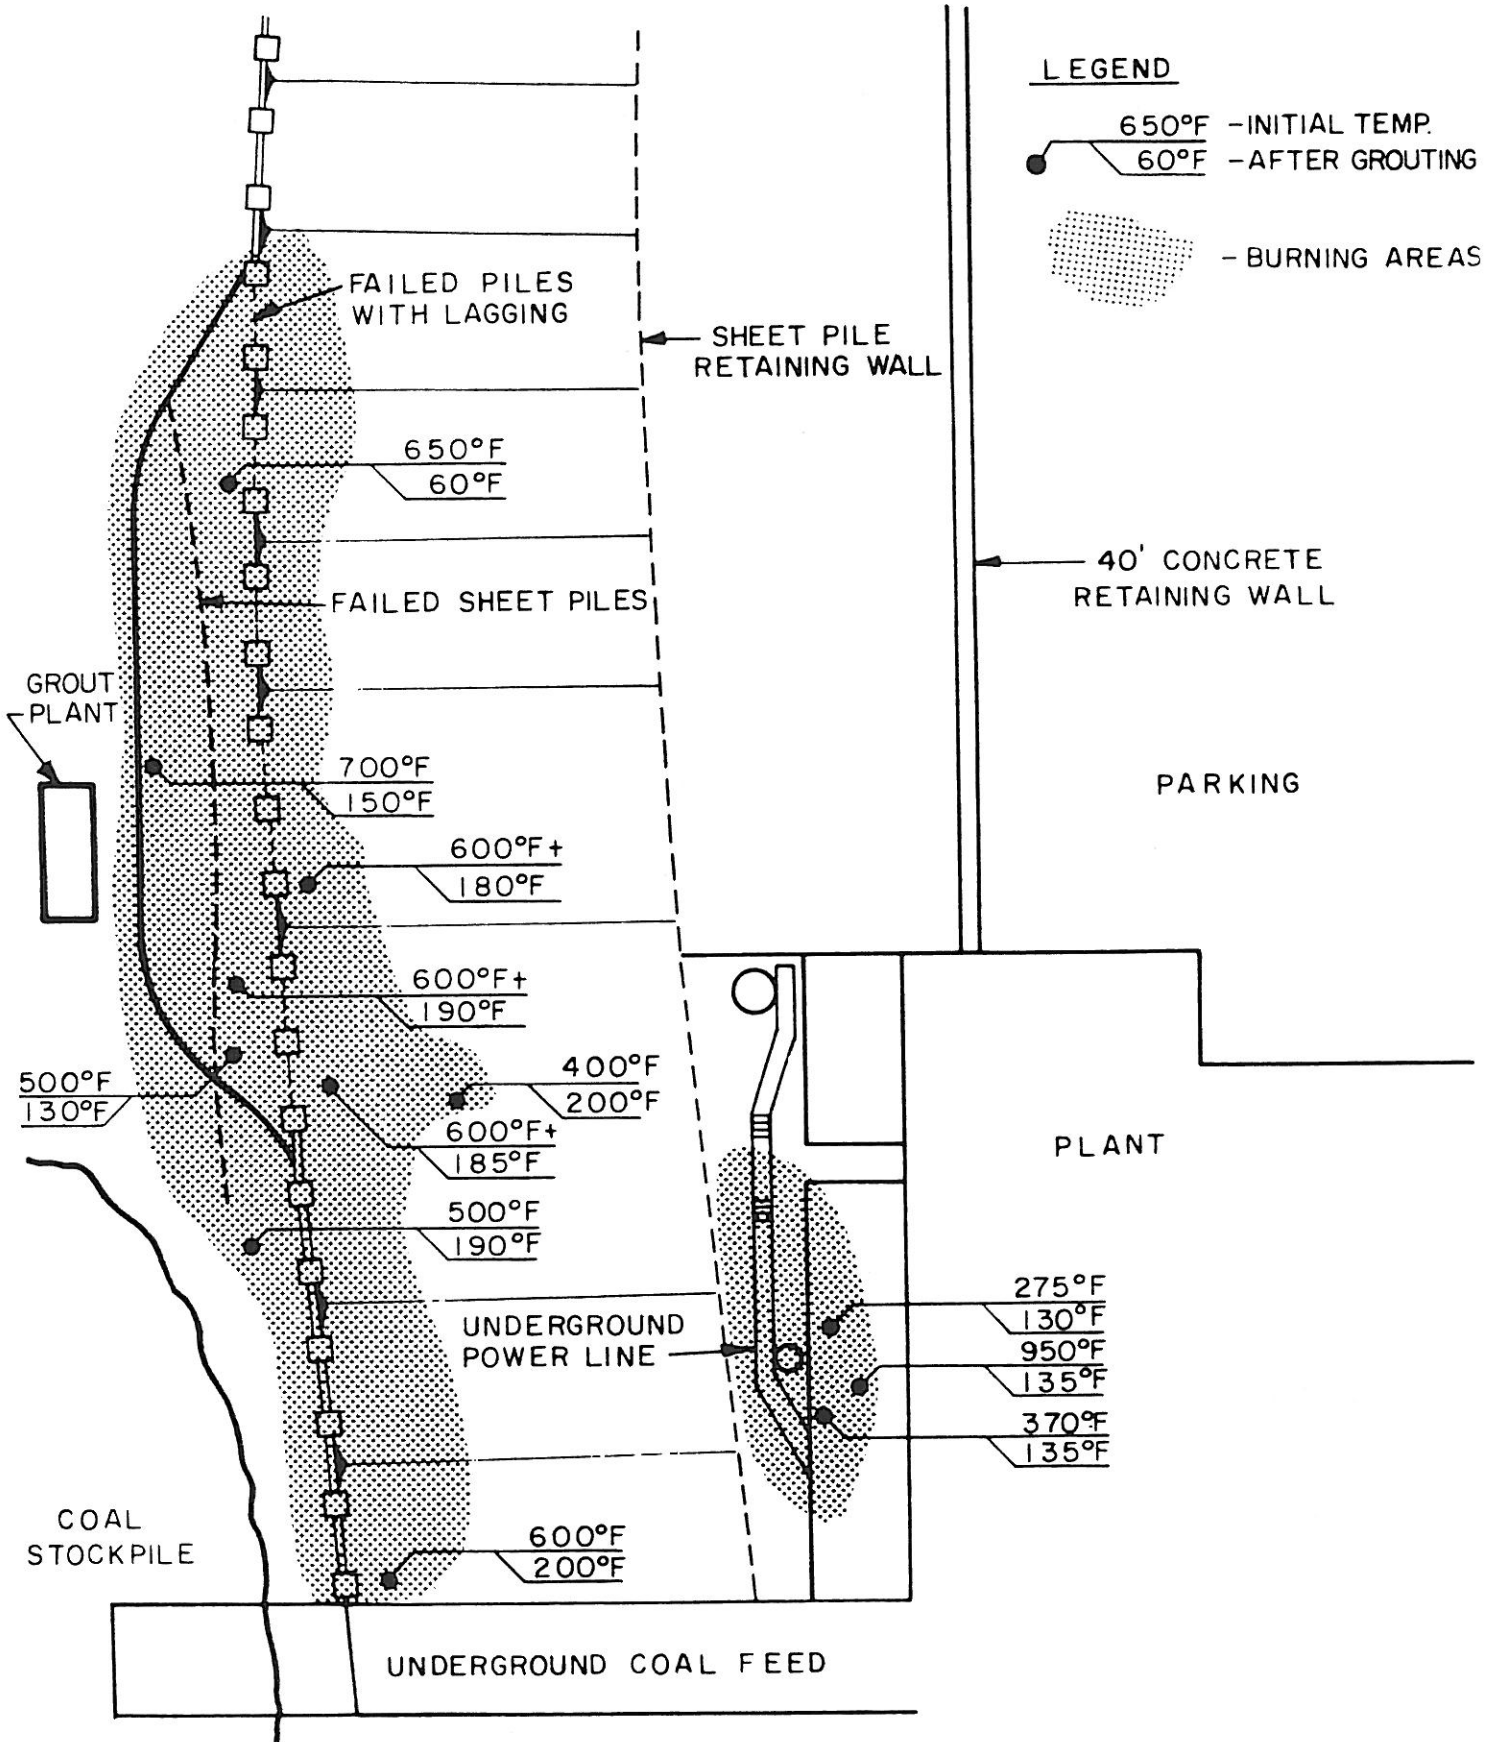 LEGEND
650°F - INITIAL TEMP.
60°F - AFTER GROUTING
- BURNING AREAS
FAILED PILES
WITH LAGGING
SHEET PILE
RETAINING WALL
650°F
60°F
40' CONCRETE
RETAINING WALL
FAILED SHEET PILES
GROUT
PLANT
700°F
150°F
PARKING
600°F+
180°F
600°F+
190°F
500°F
130°F
400°F
200°F
600°F+
185°F
PLANT
500°F
190°F
275°F
130°F
UNDERGROUND
POWER LINE
950°F
135°F
370°F
135°F
COAL
STOCKPILE
600°F
200°F
UNDERGROUND COAL FEED